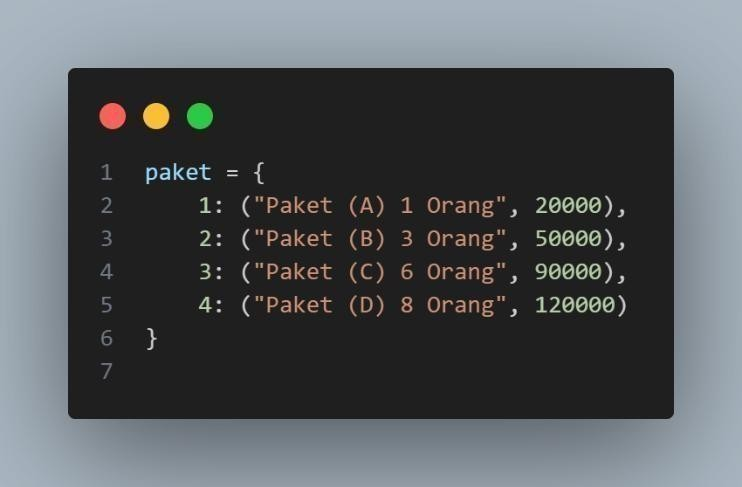 1 paket = {
2     1: ("Paket (A) 1 Orang", 20000),
3     2: ("Paket (B) 3 Orang", 50000),
4     3: ("Paket (C) 6 Orang", 90000),
5     4: ("Paket (D) 8 Orang", 120000)
6 }
7